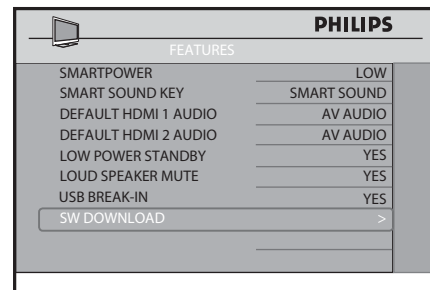 PHILIPS
FEATURES
SMARTPOWER LOW
SMART SOUND KEY SMART SOUND
DEFAULT HDMI 1 AUDIO AV AUDIO
DEFAULT HDMI 2 AUDIO AV AUDIO
LOW POWER STANDBY YES
LOUD SPEAKER MUTE YES
USB BREAK-IN YES
SW DOWNLOAD >